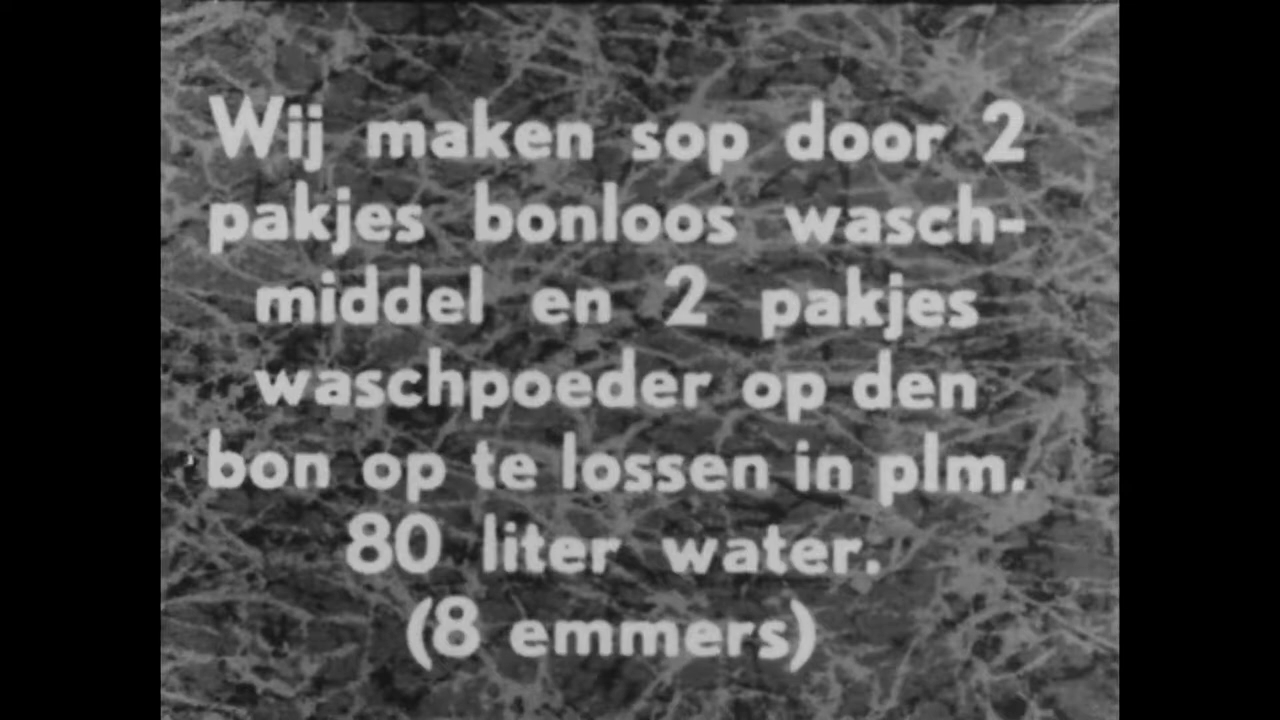 Wij maken sop door 2
pakjes bonloos wasch-
middel en 2 pakjes
waschpoeder op den
bon op te lossen in plm.
80 liter water.
(8 emmers)